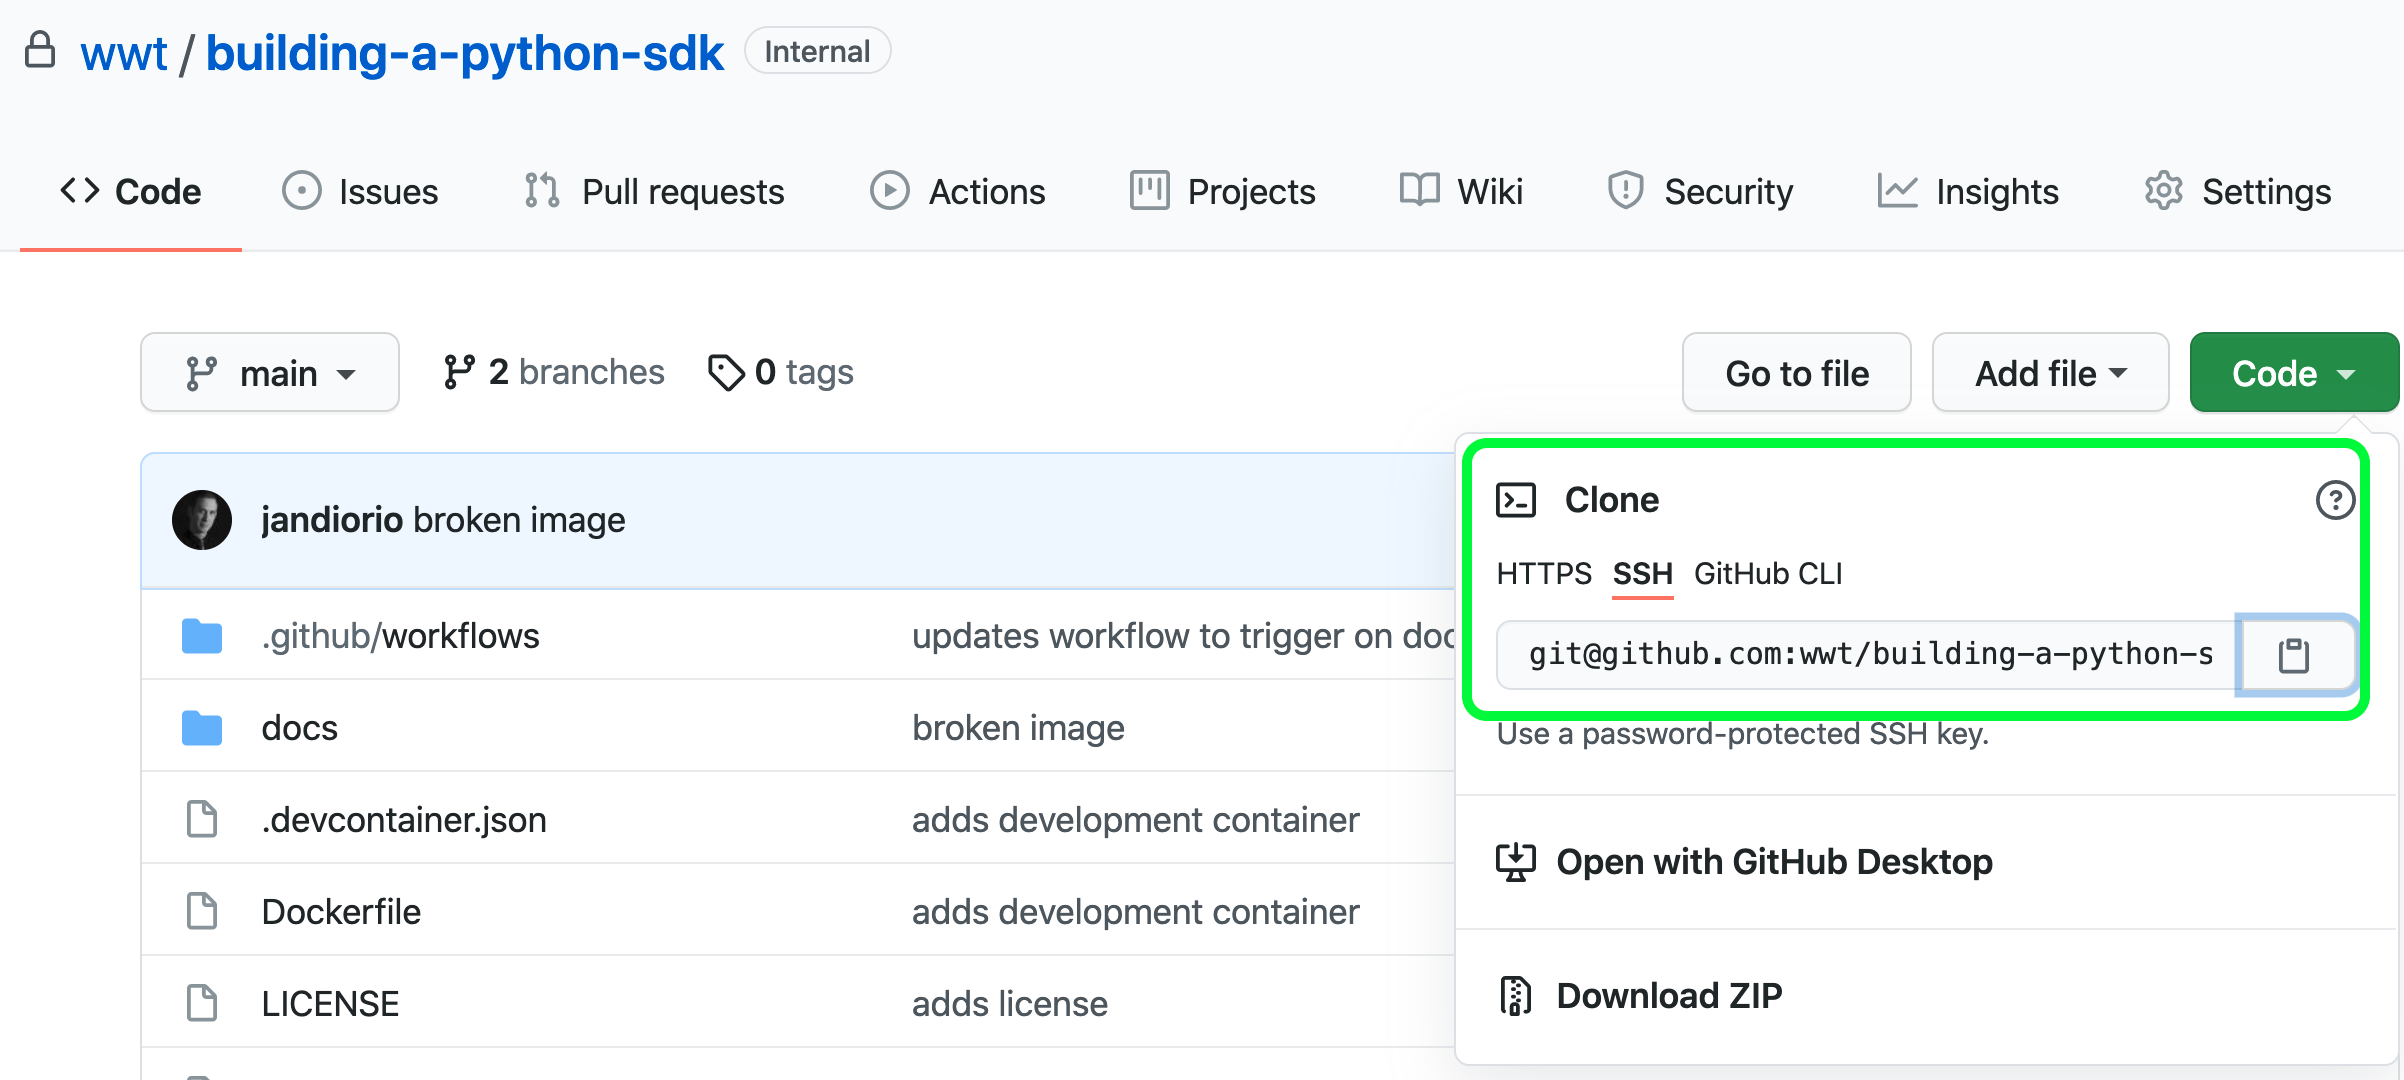 wwt / building-a-python-sdk Internal
Code Issues Pull requests Actions Projects Wiki Security Insights Settings
main 2 branches 0 tags Go to file Add file Code
jandiorio broken image
.github/workflows updates workflow to trigger on doc
docs broken image
.devcontainer.json adds development container
Dockerfile adds development container
LICENSE adds license
Clone
HTTPS SSH GitHub CLI
git@github.com:wwt/building-a-python-s
Use a password-protected SSH key.
Open with GitHub Desktop
Download ZIP